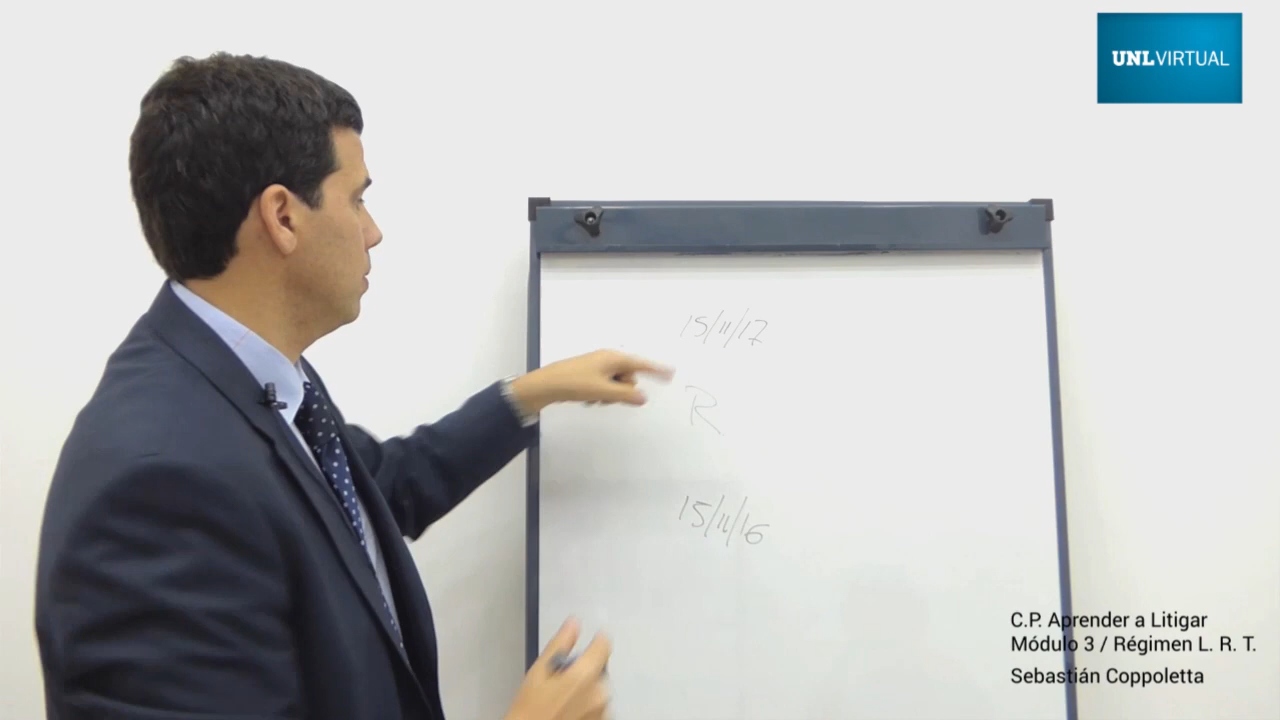 UNLVIRTUAL
15/11/17
R
15/11/16
C.P. Aprender a Litigar
Módulo 3 / Régimen L. R. T.
Sebastián Coppoletta